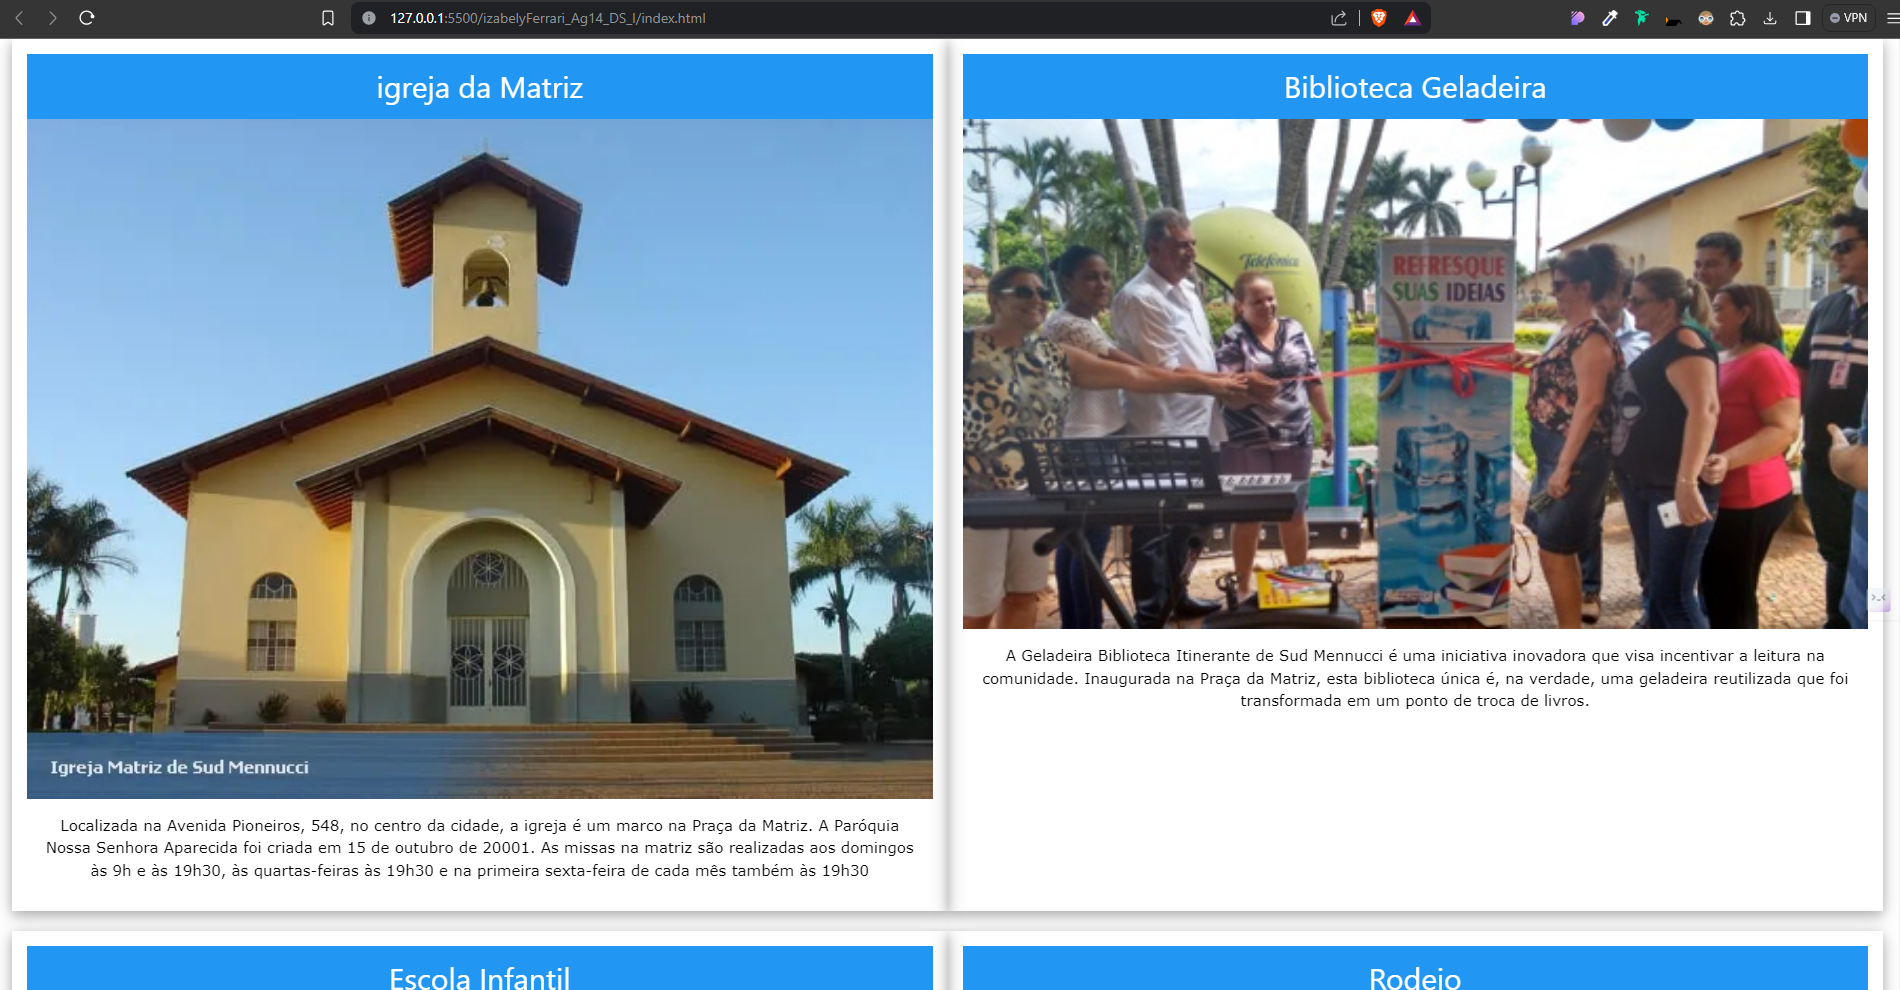 127.0.0.1:5500/izabelyFerrari_Ag14_DS_I/index.html
VPN
igreja da Matriz
Igreja Matriz de Sud Mennucci
Localizada na Avenida Pioneiros, 548, no centro da cidade, a igreja é um marco na Praça da Matriz. A Paróquia
Nossa Senhora Aparecida foi criada em 15 de outubro de 20001. As missas na matriz são realizadas aos domingos
às 9h e às 19h30, às quartas-feiras às 19h30 e na primeira sexta-feira de cada mês também às 19h30
Biblioteca Geladeira
Telefónica
REFRESQUE
SUAS IDEIAS
A Geladeira Biblioteca Itinerante de Sud Mennucci é uma iniciativa inovadora que visa incentivar a leitura na
comunidade. Inaugurada na Praça da Matriz, esta biblioteca única é, na verdade, uma geladeira reutilizada que foi
transformada em um ponto de troca de livros.
Escola Infantil
Rodeio